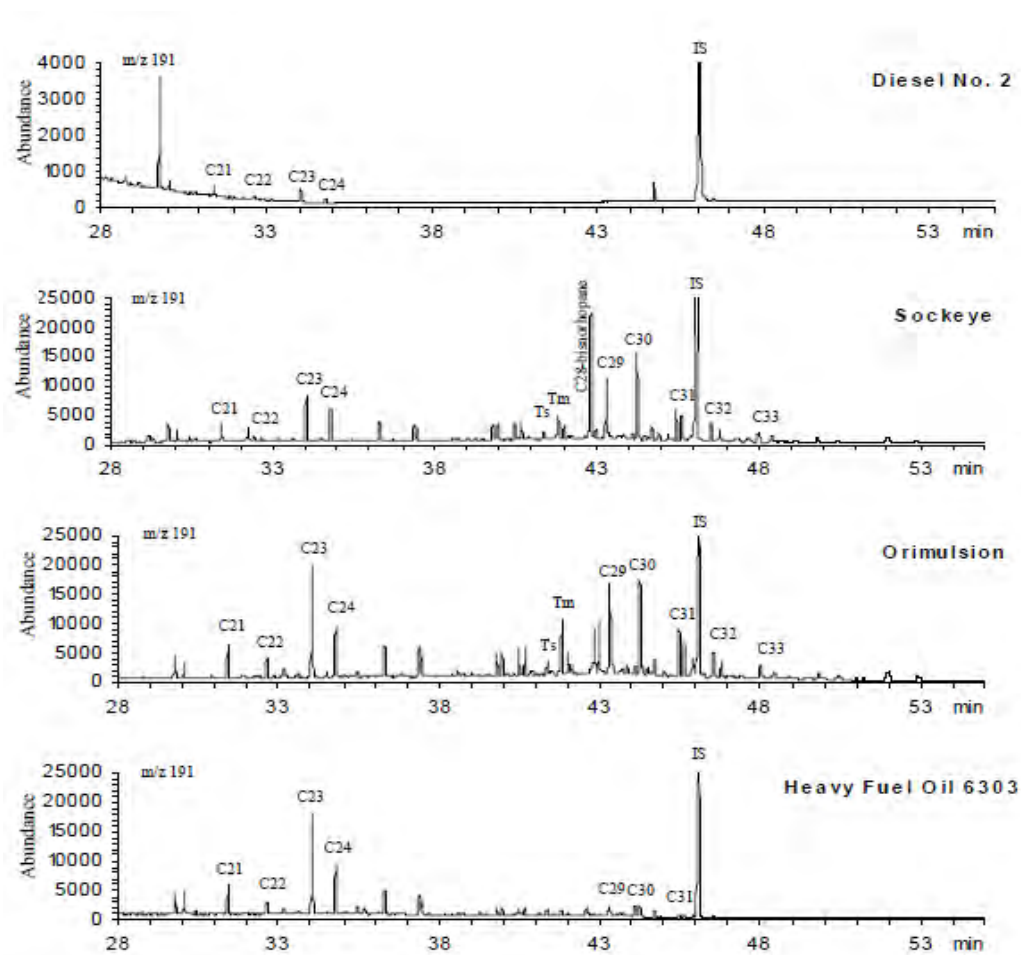 IS
m/z 191
Diesel No. 2
4000
3000
2000
1000
0
Abundance
C21
C22
C23
C24
28 33 38 43 48 53 min
IS
m/z 191
Sockeye
25000
20000
15000
10000
5000
0
Abundance
C21
C22
C23
C24
Ts
Tm
C28-bisnorhopane
C29
C30
C31
C32
C33
28 33 38 43 48 53 min
IS
m/z 191
Orimulsion
25000
20000
15000
10000
5000
0
Abundance
C21
C22
C23
C24
Ts
Tm
C29
C30
C31
C32
C33
28 33 38 43 48 53 min
IS
m/z 191
Heavy Fuel Oil 6303
25000
20000
15000
10000
5000
0
Abundance
C21
C22
C23
C24
C29
C30
C31
28 33 38 43 48 53 min